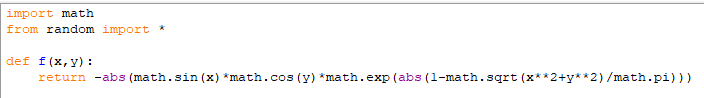 import math
from random import *
def f(x,y):
    return -abs(math.sin(x)*math.cos(y)*math.exp(abs(1-math.sqrt(x**2+y**2)/math.pi)))